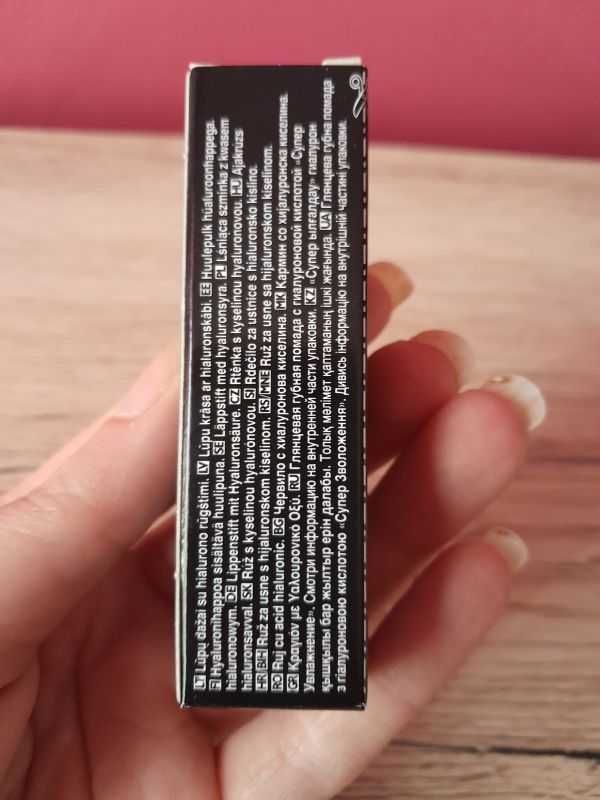 LT Lūpų dažai su hialurono rūgštimi. LV Lūpu krāsa ar hialuronskābi. EE Huulepulk hüaluroonhappega.
FI Hyaluronihappoa sisältävä huulipuna. SE Läppstift med hyaluronsyra. PL Lśniąca szminka z kwasem
hialuronowym. DE Lippenstift mit Hyaluronsäure. CZ Rtěnka s kyselinou hyaluronovou. HU Ajakrúzs
hialuronsavval. SK Rúž s kyselinou hyalurónovou. SI Rdečilo za ustnice s hialuronsko kislino.
HR BIH Ruž za usne s hijaluronskom kiselinom. RS/MNE Ruž za usne sa hijaluronskom kiselinom.
RO Ruj cu acid hialuronic. BG Червило с хиалуронова киселина. MK Кармин со хијалуронска киселина.
GR Κραγιόν με Υαλουρονικό Οξύ. RU Глянцевая губная помада с гиалуроновой кислотой «Супер
Увлажнение». Смотри информацию на внутренней части упаковки. KZ «Супер ылғалдау» гиалурон
қышқылы бар жылтыр ерін далабы. Толық мәлімет қаптаманың ішкі жағында. UA Глянцева губна помада
з гіалуроновою кислотою «Супер Зволоження». Дивись інформацію на внутрішній частині упаковки.